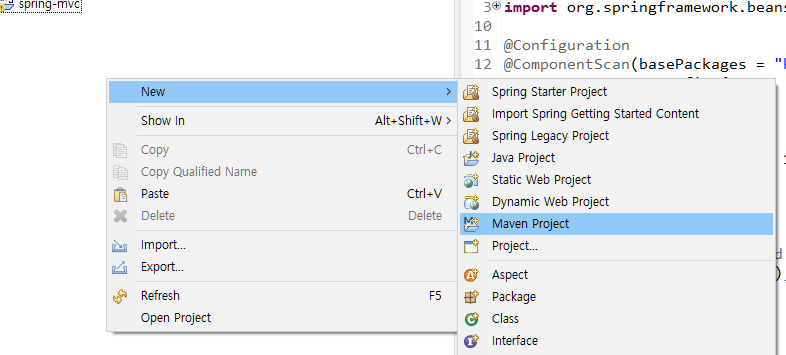 spring-mvc
3 import org.springframework.beans
10
11 @Configuration
12 @ComponentScan(basePackages = "
New
Show In Alt+Shift+W
Copy Ctrl+C
Copy Qualified Name
Paste Ctrl+V
Delete Delete
Import...
Export...
Refresh F5
Open Project
Spring Starter Project
Import Spring Getting Started Content
Spring Legacy Project
Java Project
Static Web Project
Dynamic Web Project
Maven Project
Project...
Aspect
Package
Class
Interface